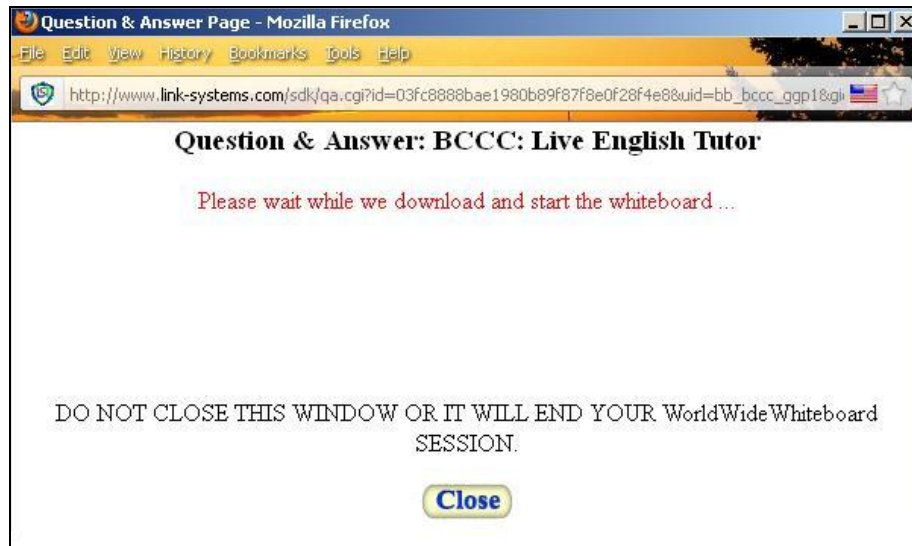 Question & Answer Page - Mozilla Firefox
File Edit View History Bookmarks Tools Help
http://www.link-systems.com/sdk/qa.cgi?id=03fc8888bae1980b89f87f8e0f28f4e8&uid=bb_bccc_ggp1&gi
Question & Answer: BCCC: Live English Tutor
Please wait while we download and start the whiteboard ...
DO NOT CLOSE THIS WINDOW OR IT WILL END YOUR WorldWideWhiteboard
SESSION.
Close